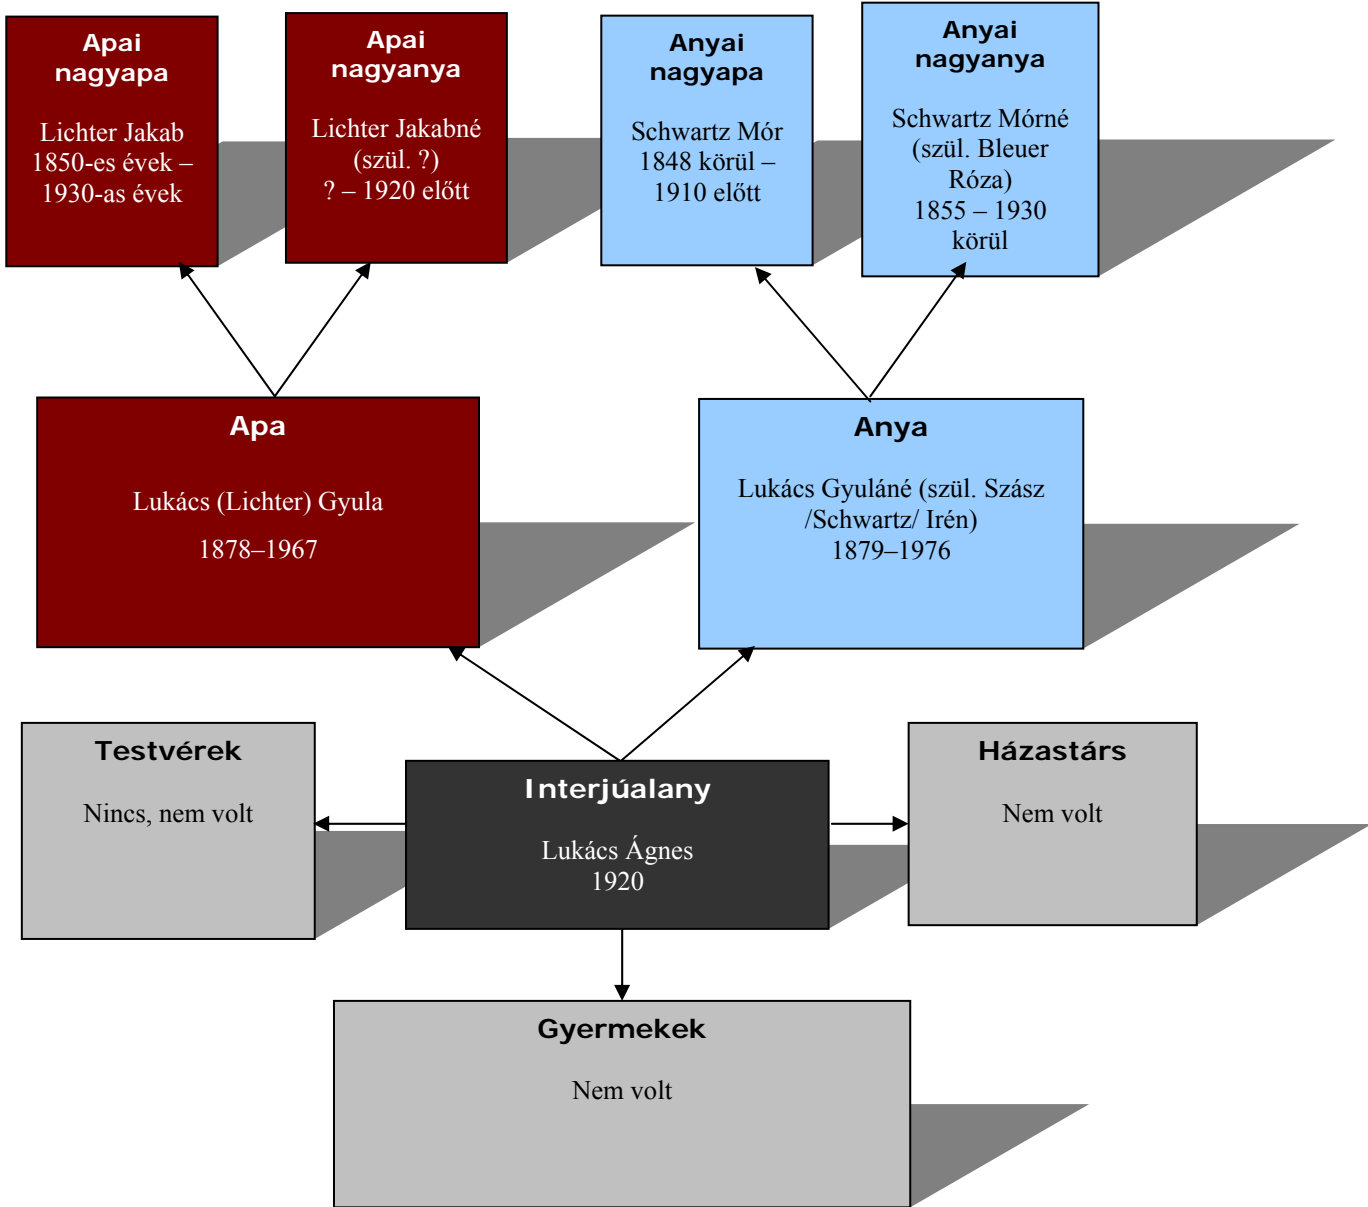 Apai
nagyapa
Lichter Jakab
1850-es évek –
1930-as évek
Apai
nagyanya
Lichter Jakabné
(szül. ?)
? – 1920 előtt
Anyai
nagyapa
Schwartz Mór
1848 körül –
1910 előtt
Anyai
nagyanya
Schwartz Mórné
(szül. Bleuer
Róza)
1855 – 1930
körül
Apa
Lukács (Lichter) Gyula
1878–1967
Anya
Lukács Gyuláné (szül. Szász
/Schwartz/ Irén)
1879–1976
Testvérek
Nincs, nem volt
Interjúalany
Lukács Ágnes
1920
Házastárs
Nem volt
Gyermekek
Nem volt